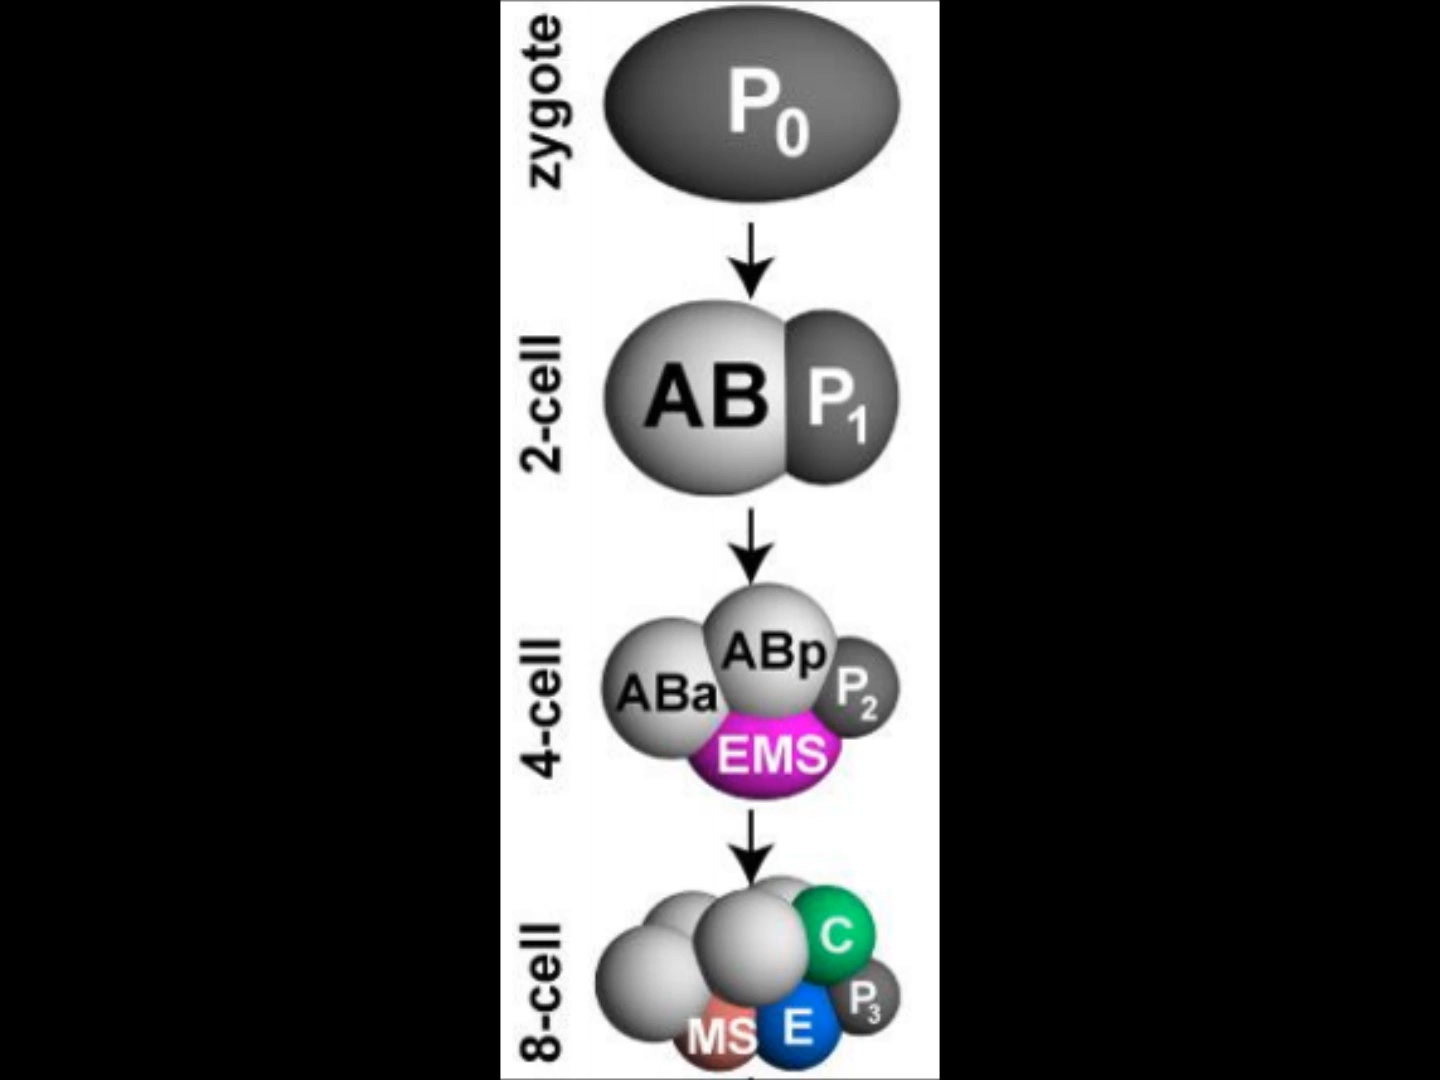 zygote
P0
2-cell
AB P1
4-cell
ABa ABp P2
EMS
8-cell
C
P3
MS E